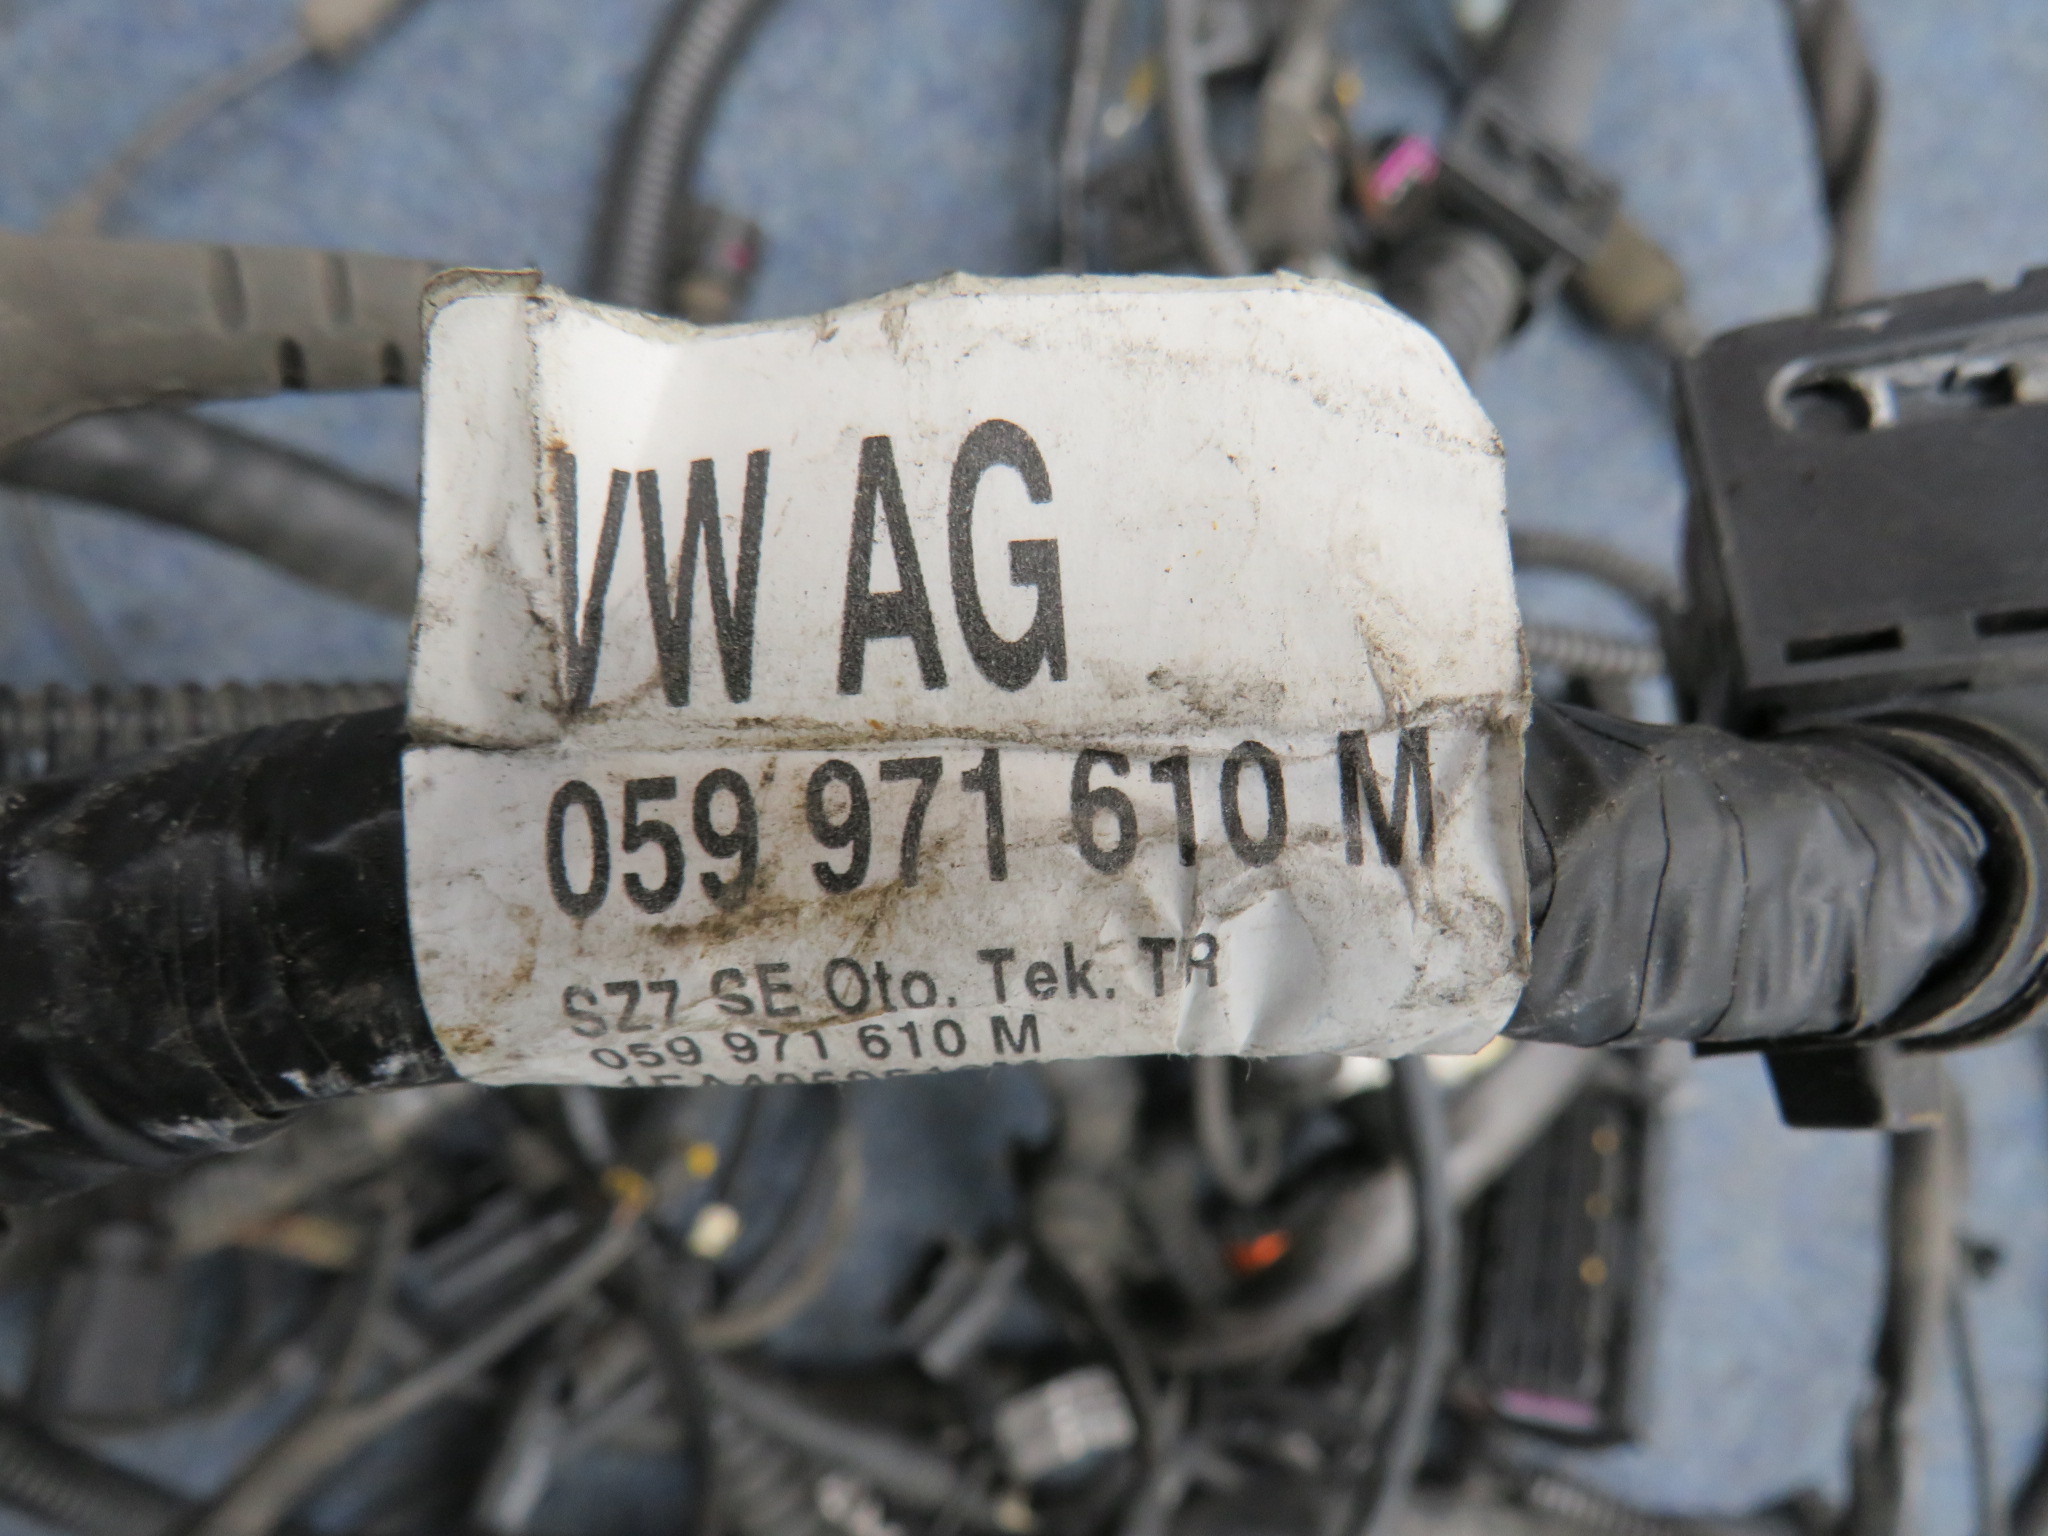 VW AG
059 971 610 M
SZ7 SE Oto. Tek. TR
059 971 610 M